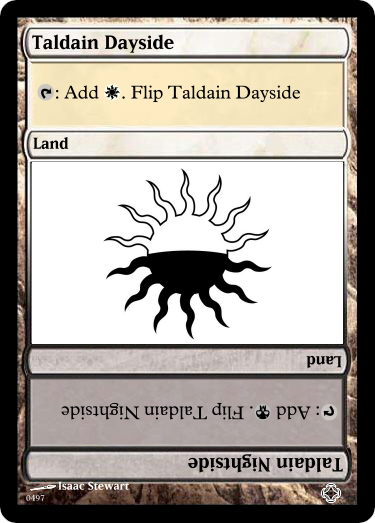 Taldain Dayside
: Add . Flip Taldain Dayside
Land
Land
: Add . Flip Taldain Nightside
Taldain Nightside
Isaac Stewart
0497